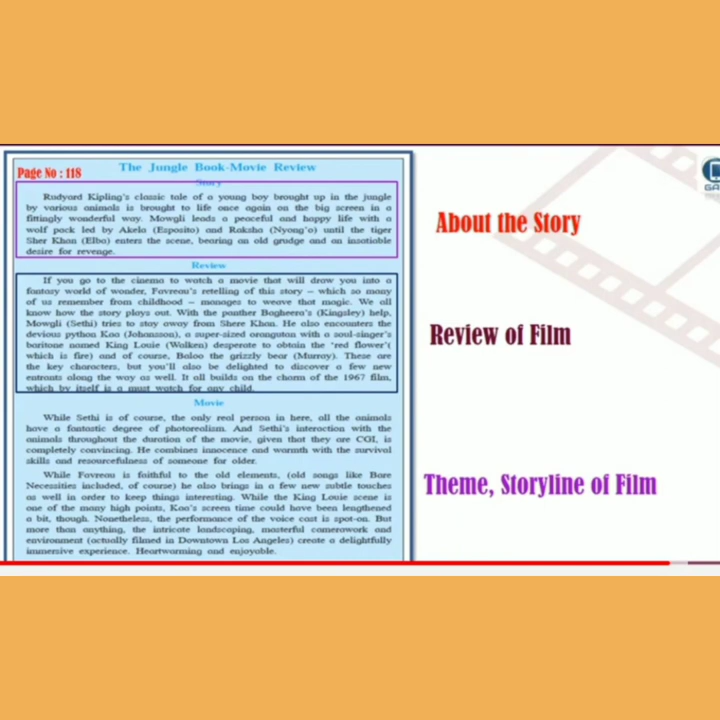 Page No : 118
The Jungle Book-Movie Review
Story
Rudyard Kipling's classic tale of a young boy brought up in the jungle
by various animals is brought to life once again on the big screen in a
fittingly wonderful way. Mowgli leads a peaceful and happy life with a
wolf pack led by Akela (Esposito) and Raksha (Nyong'o) until the tiger
Sher Khan (Elba) enters the scene, bearing an old grudge and an insatiable
desire for revenge.
Review
If you go to the cinema to watch a movie that will draw you into a
fantasy world of wonder, Favreau's retelling of this story – which so many
of us remember from childhood – manages to weave that magic. We all
know how the story plays out. With the panther Bagheera's (Kingsley) help,
Mowgli (Sethi) tries to stay away from Shere Khan. He also encounters the
devious python Kaa (Johansson), a super-sized orangutan with a soul-singer's
baritone named King Louie (Walken) desperate to obtain the 'red flower'(
which is fire) and of course, Baloo the grizzly bear (Murray). These are
the key characters, but you'll also be delighted to discover a few new
entrants along the way as well. It all builds on the charm of the 1967 film,
which by itself is a must watch for any child.
Movie
While Sethi is of course, the only real person in here, all the animals
have a fantastic degree of photorealism. And Sethi's interaction with the
animals throughout the duration of the movie, given that they are CGI, is
completely convincing. He combines innocence and warmth with the survival
skills and resourcefulness of someone far older.
While Favreau is faithful to the old elements, (old songs like Bare
Necessities included, of course) he also brings in a few new subtle touches
as well in order to keep things interesting. While the King Louie scene is
one of the many high points, Kaa's screen time could have been lengthened
a bit, though. Nonetheless, the performance of the voice cast is spot-on. But
more than anything, the intricate landscaping, masterful camerawork and
environment (actually filmed in Downtown Los Angeles) create a delightfully
immersive experience. Heartwarming and enjoyable.
About the Story
Review of Film
Theme, Storyline of Film